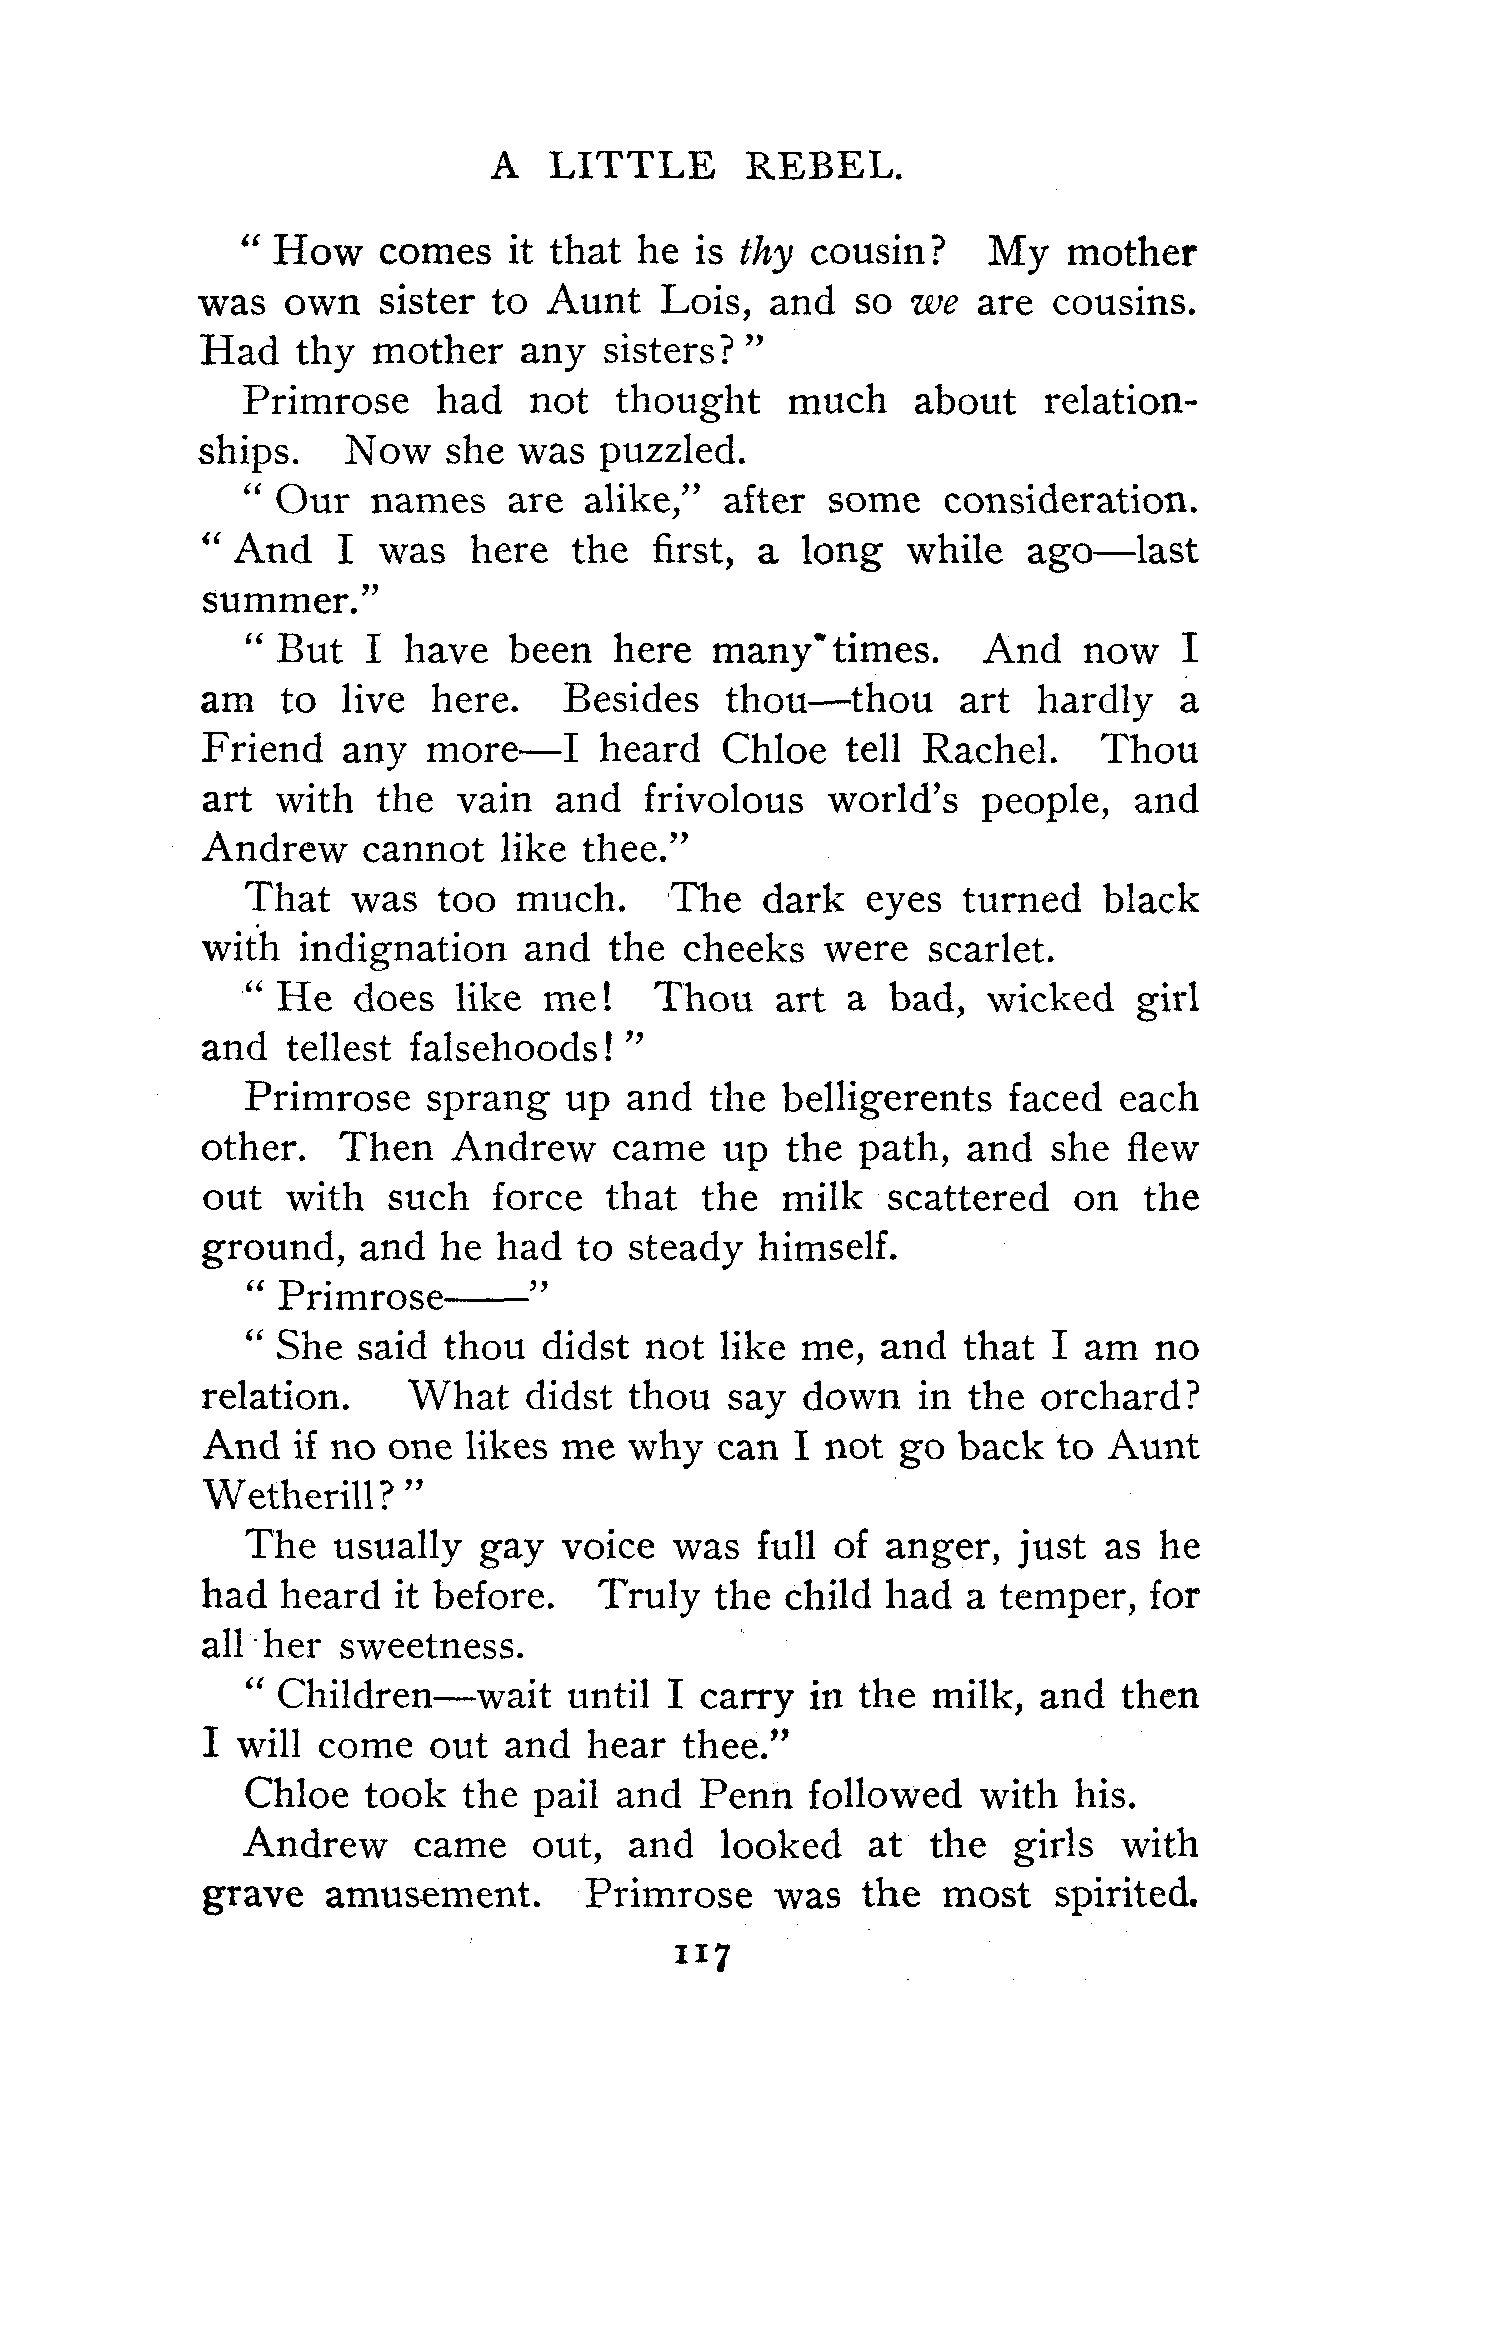 A LITTLE REBEL.
“ How comes it that he is thy cousin? My mother
was own sister to Aunt Lois, and so we are cousins.
Had thy mother any sisters? ”
Primrose had not thought much about relation-
ships. Now she was puzzled.
“ Our names are alike,” after some consideration.
“ And I was here the first, a long while ago—last
summer.”
“ But I have been here many times. And now I
am to live here. Besides thou—thou art hardly a
Friend any more—I heard Chloe tell Rachel. Thou
art with the vain and frivolous world’s people, and
Andrew cannot like thee.”
That was too much. The dark eyes turned black
with indignation and the cheeks were scarlet.
“ He does like me! Thou art a bad, wicked girl
and tellest falsehoods! ”
Primrose sprang up and the belligerents faced each
other. Then Andrew came up the path, and she flew
out with such force that the milk scattered on the
ground, and he had to steady himself.
“ Primrose——”
“ She said thou didst not like me, and that I am no
relation. What didst thou say down in the orchard?
And if no one likes me why can I not go back to Aunt
Wetherill? ”
The usually gay voice was full of anger, just as he
had heard it before. Truly the child had a temper, for
all her sweetness.
“ Children—wait until I carry in the milk, and then
I will come out and hear thee.”
Chloe took the pail and Penn followed with his.
Andrew came out, and looked at the girls with
grave amusement. Primrose was the most spirited.
117